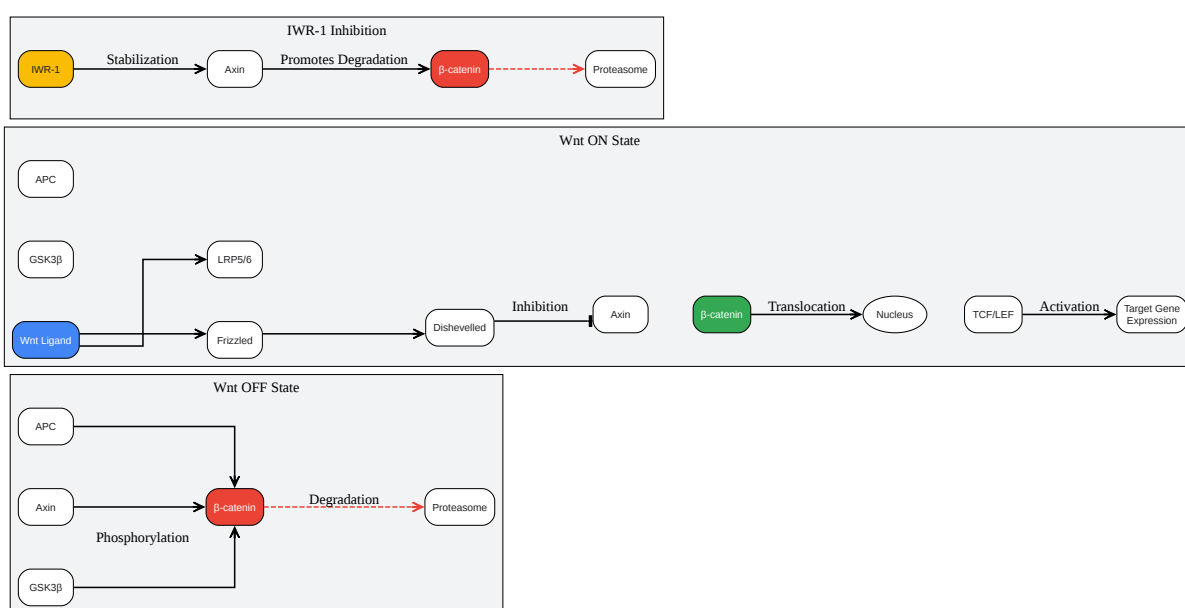 IWR-1 Inhibition
IWR-1
Stabilization
Axin
Promotes Degradation
β-catenin
Proteasome
Wnt ON State
APC
GSK3β
LRP5/6
Wnt Ligand
Frizzled
Dishevelled
Inhibition
Axin
β-catenin
Translocation
Nucleus
TCF/LEF
Activation
Target Gene
Expression
Wnt OFF State
APC
Axin
Phosphorylation
β-catenin
Degradation
Proteasome
GSK3β